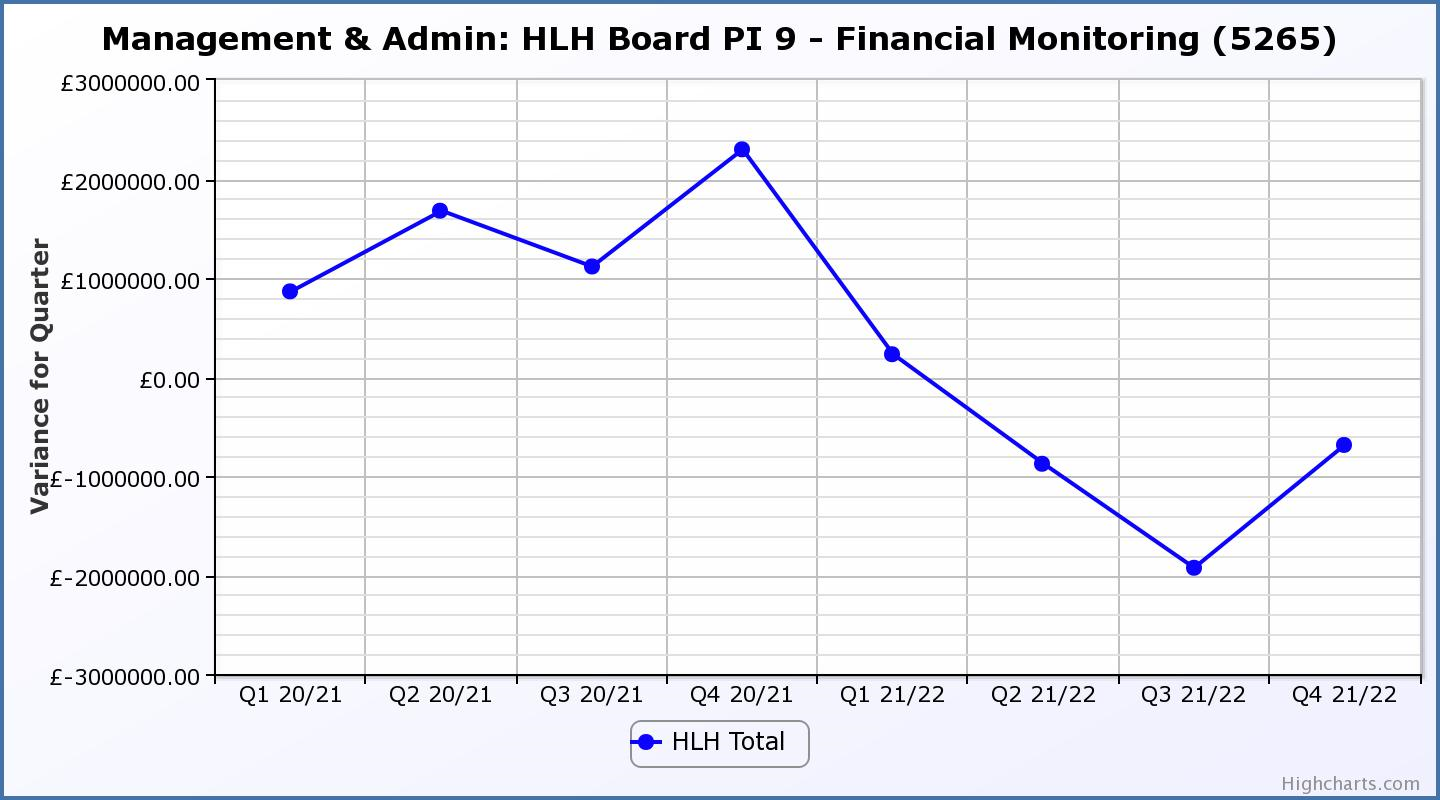 Management & Admin: HLH Board PI 9 - Financial Monitoring (5265)
Variance for Quarter
£3000000.00
£2000000.00
£1000000.00
£0.00
£-1000000.00
£-2000000.00
£-3000000.00
Q1 20/21 Q2 20/21 Q3 20/21 Q4 20/21 Q1 21/22 Q2 21/22 Q3 21/22 Q4 21/22
HLH Total
Highcharts.com